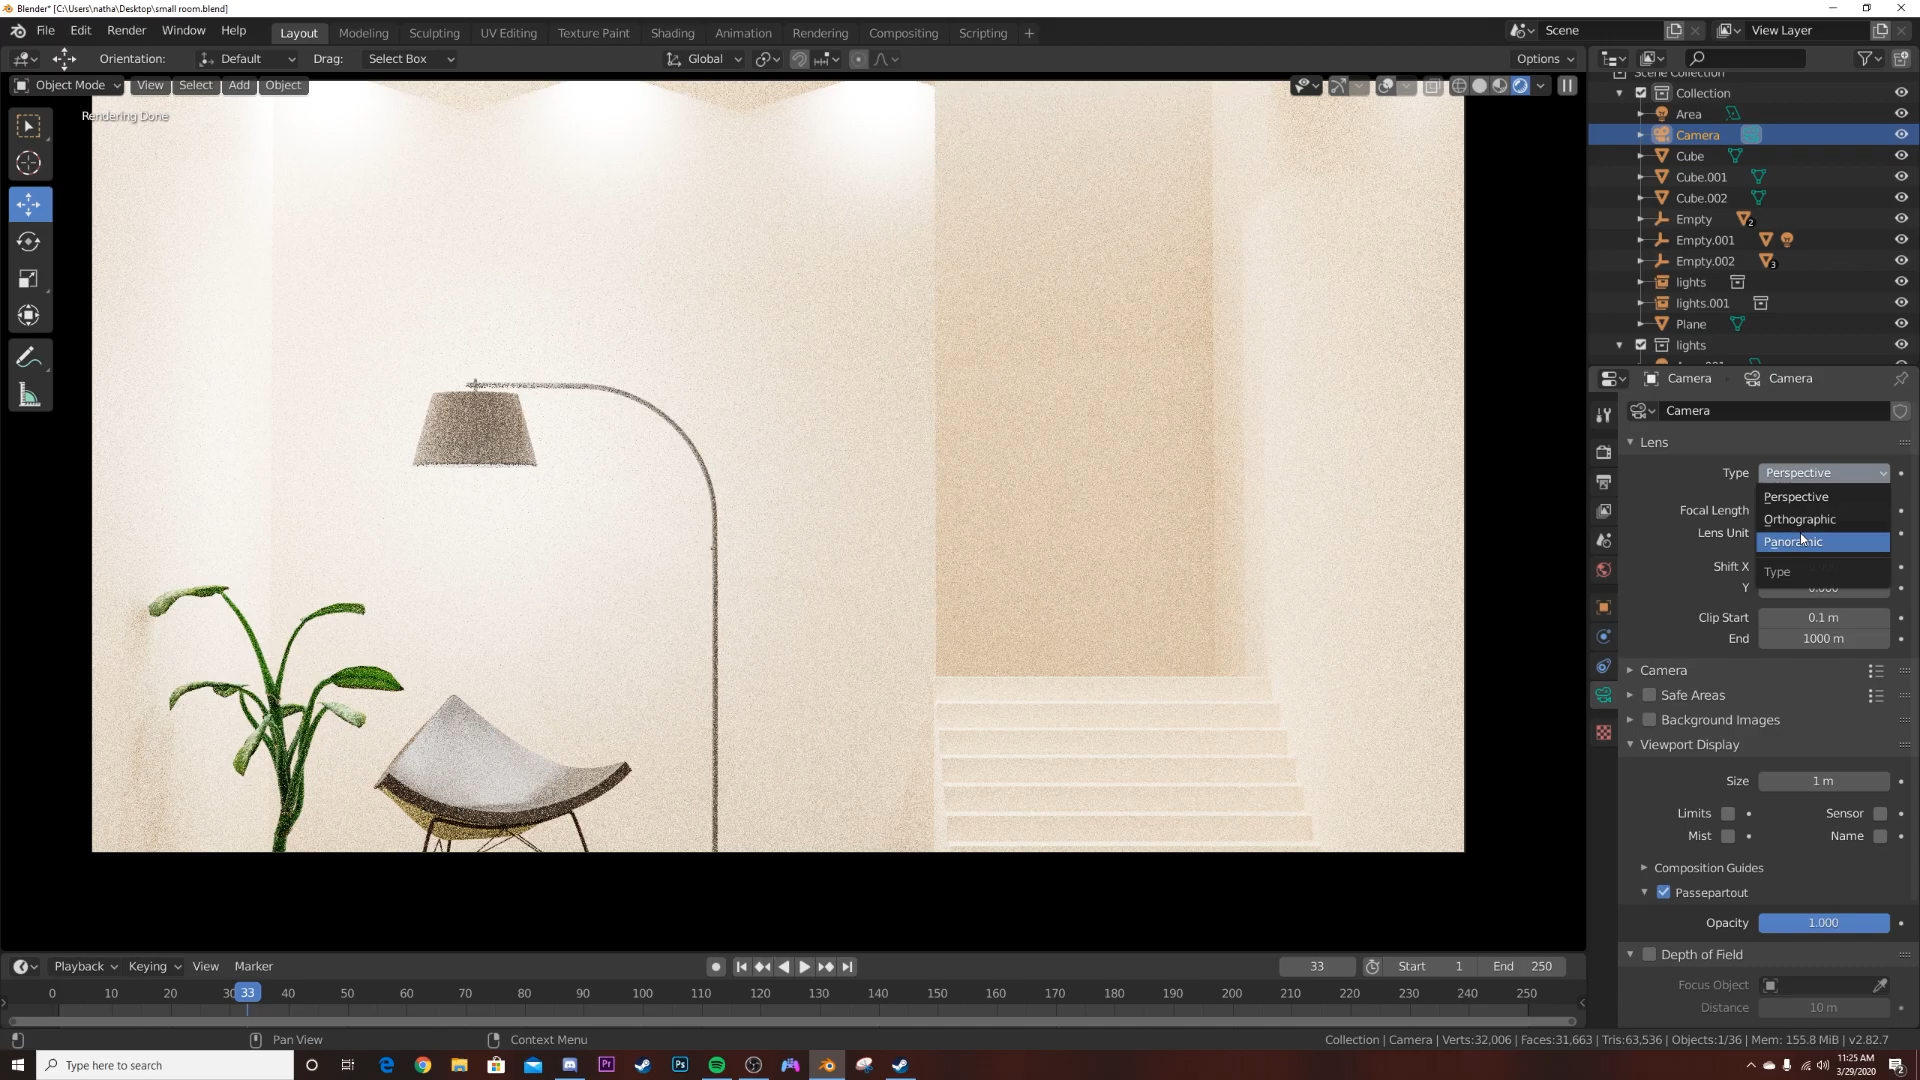 Blender* [C:\Users\natha\Desktop\small room.blend]
File Edit Render Window Help Layout Modeling Sculpting UV Editing Texture Paint Shading Animation Rendering Compositing Scripting + Scene View Layer
Orientation: Default Drag: Select Box Global Options
Object Mode View Select Add Object
Rendering Done
Scene Collection
Collection
Area
Camera
Cube
Cube.001
Cube.002
Empty 2
Empty.001
Empty.002 3
lights
lights.001
Plane
lights
Camera Camera
Camera
Lens
Type Perspective
Perspective
Focal Length
Orthographic
Lens Unit
Panoramic
Shift X
Type
Y 0.000
Clip Start 0.1 m
End 1000 m
Camera
Safe Areas
Background Images
Viewport Display
Size 1 m
Limits Sensor
Mist Name
Composition Guides
Passepartout
Opacity 1.000
Depth of Field
Focus Object
Distance 10 m
Playback Keying View Marker 33 Start 1 End 250
0 10 20 30 33 40 50 60 70 80 90 100 110 120 130 140 150 160 170 180 190 200 210 220 230 240 250
Pan View Context Menu Collection | Camera | Verts:32,006 | Faces:31,663 | Tris:63,536 | Objects:1/36 | Mem: 155.8 MiB | v2.82.7
Type here to search
11:25 AM
3/29/2020
2